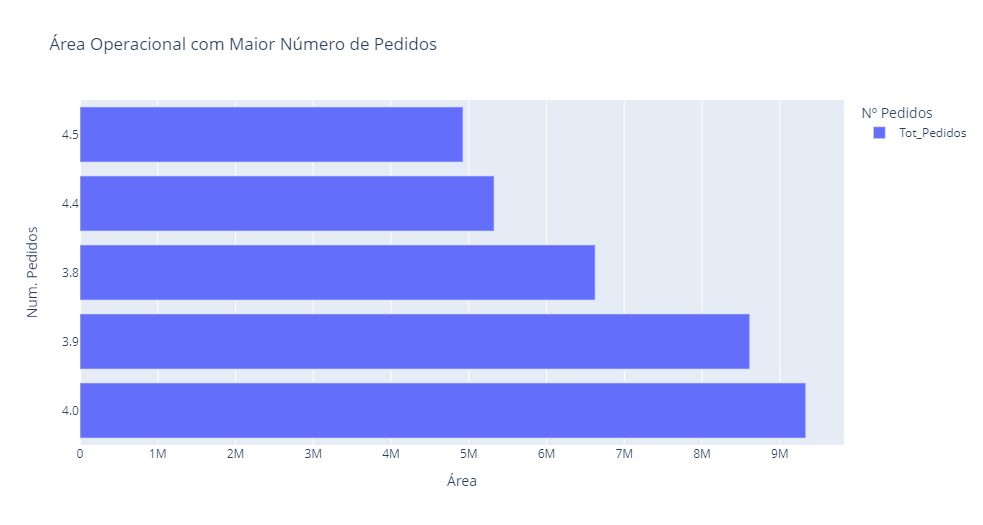 Área Operacional com Maior Número de Pedidos
Nº Pedidos
Tot_Pedidos
Num. Pedidos
4.5
4.4
3.8
3.9
4.0
0 1M 2M 3M 4M 5M 6M 7M 8M 9M
Área